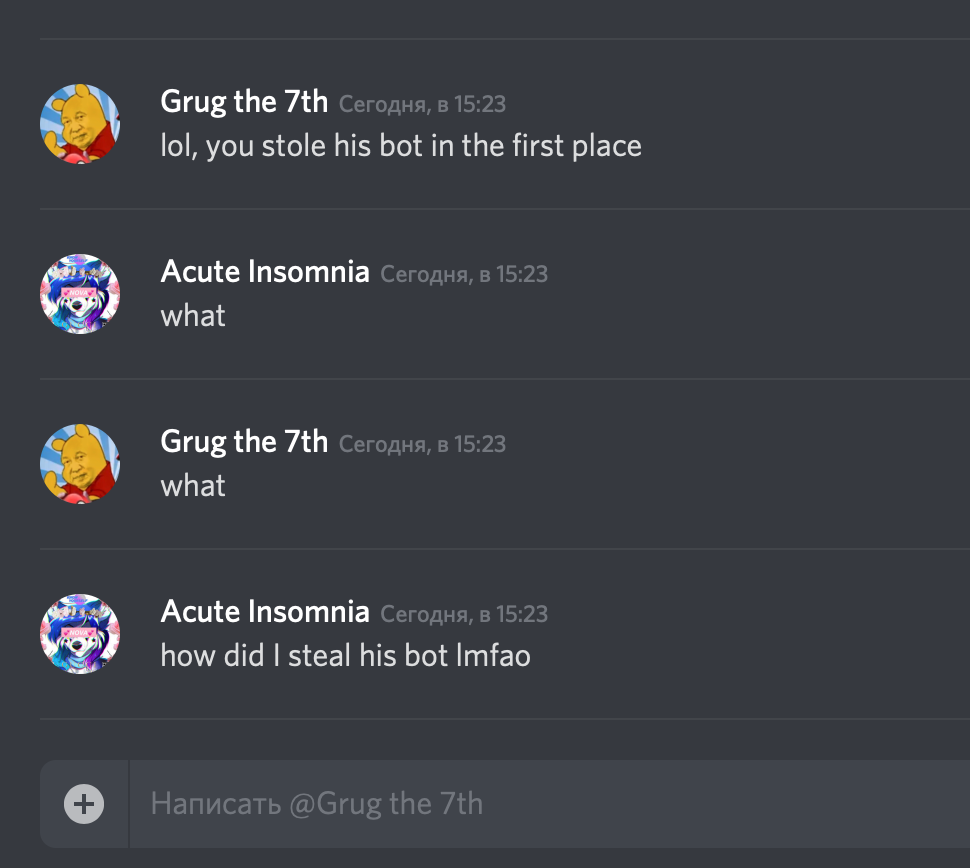 Grug the 7th Сегодня, в 15:23
lol, you stole his bot in the first place
Acute Insomnia Сегодня, в 15:23
what
Grug the 7th Сегодня, в 15:23
what
Acute Insomnia Сегодня, в 15:23
how did I steal his bot lmfao
Написать @Grug the 7th